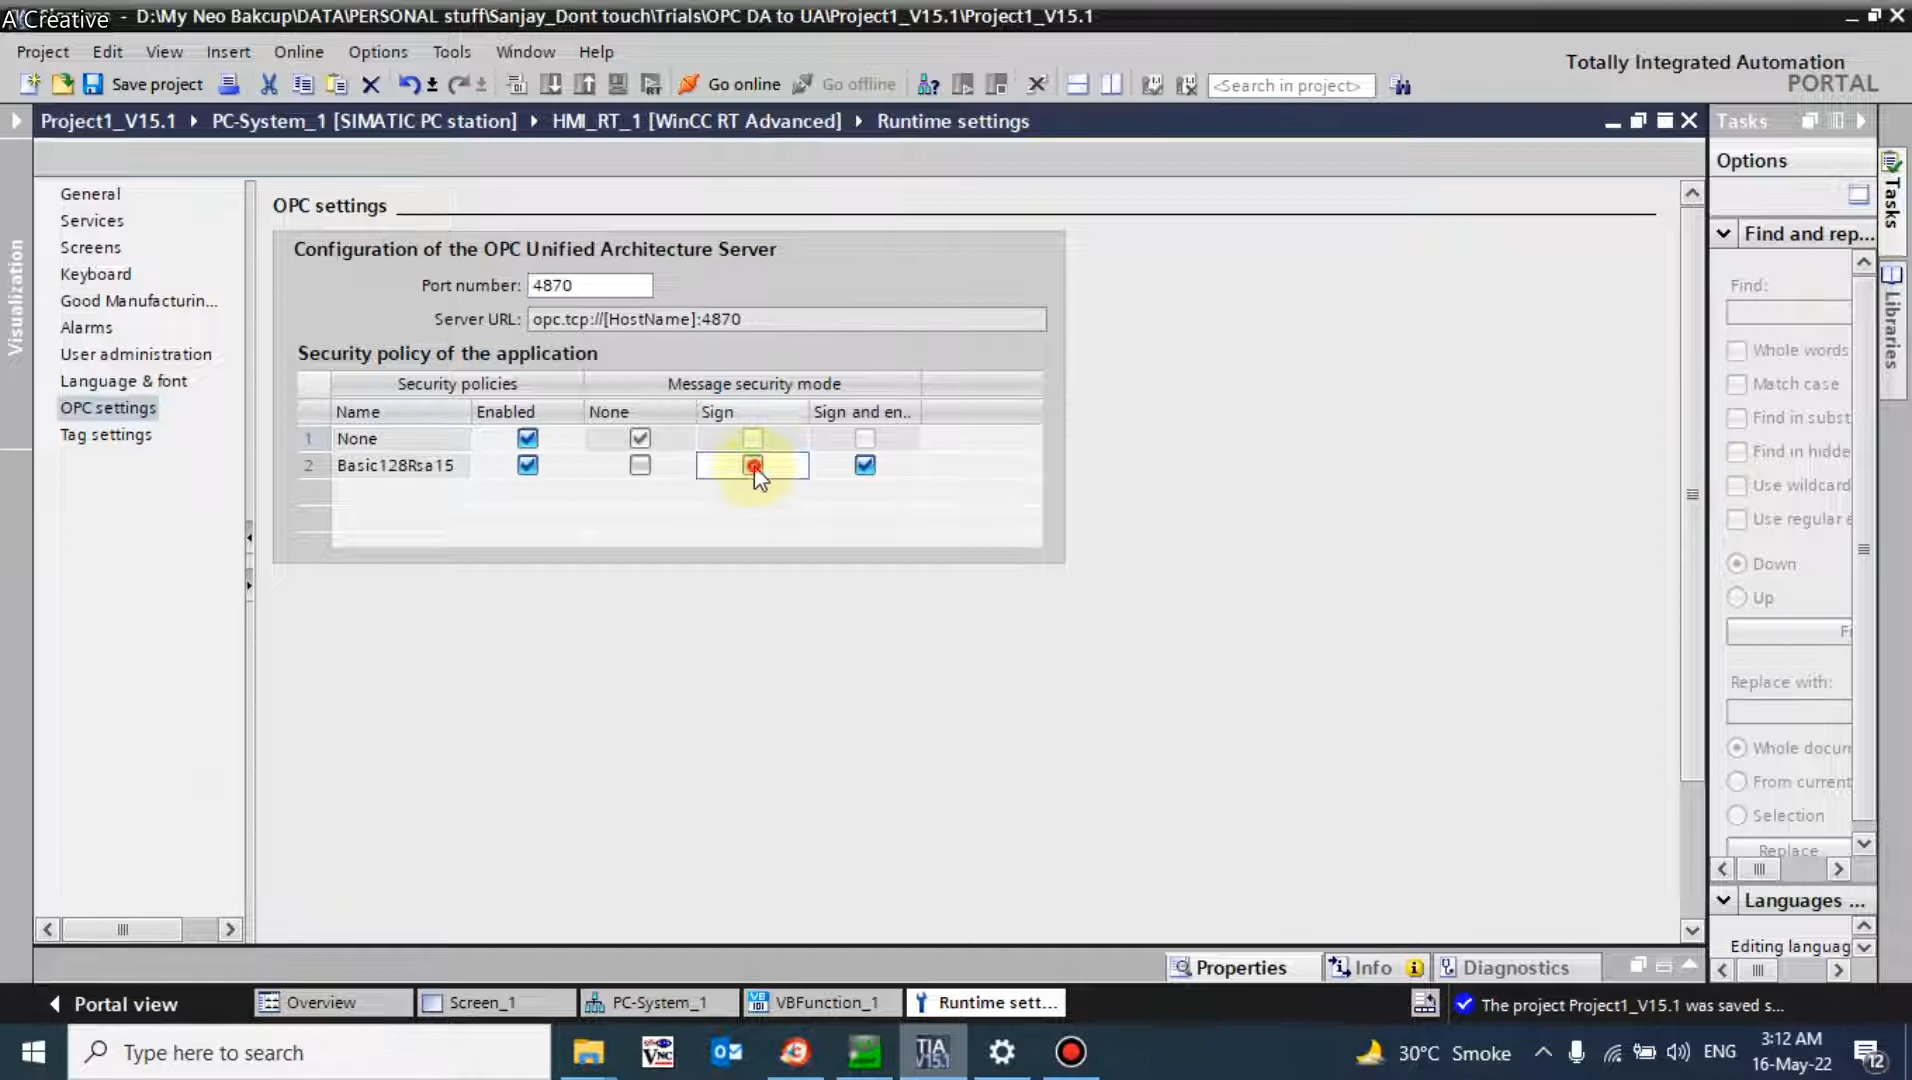 A Creative - D:\My Neo Bakcup\DATA\PERSONAL stuff\Sanjay_Dont touch\Trials\OPC DA to UA\Project1_V15.1\Project1_V15.1
Project Edit View Insert Online Options Tools Window Help
Totally Integrated Automation
PORTAL
Save project Go online Go offline <Search in project>
Project1_V15.1 PC-System_1 [SIMATIC PC station] HMI_RT_1 [WinCC RT Advanced] Runtime settings
Tasks
Options
Visualization
Tasks
Libraries
General
Services
Screens
Keyboard
Good Manufacturin...
Alarms
User administration
Language & font
OPC settings
Tag settings
OPC settings
Configuration of the OPC Unified Architecture Server
Port number: 4870
Server URL: opc.tcp://[HostName]:4870
Security policy of the application
Security policies Message security mode
Name Enabled None Sign Sign and en..
1 None
2 Basic128Rsa15
Find and rep...
Find:
Whole words
Match case
Find in subst
Find in hidde
Use wildcard
Use regular e
Down
Up
Fi
Replace with:
Whole docun
From current
Selection
Replace
Languages ...
Editing languag
Properties Info Diagnostics
Portal view Overview Screen_1 PC-System_1 VBFunction_1 Runtime sett... The project Project1_V15.1 was saved s...
Type here to search
VNC
TIA
V15.1
30°C Smoke ENG
3:12 AM
16-May-22
12